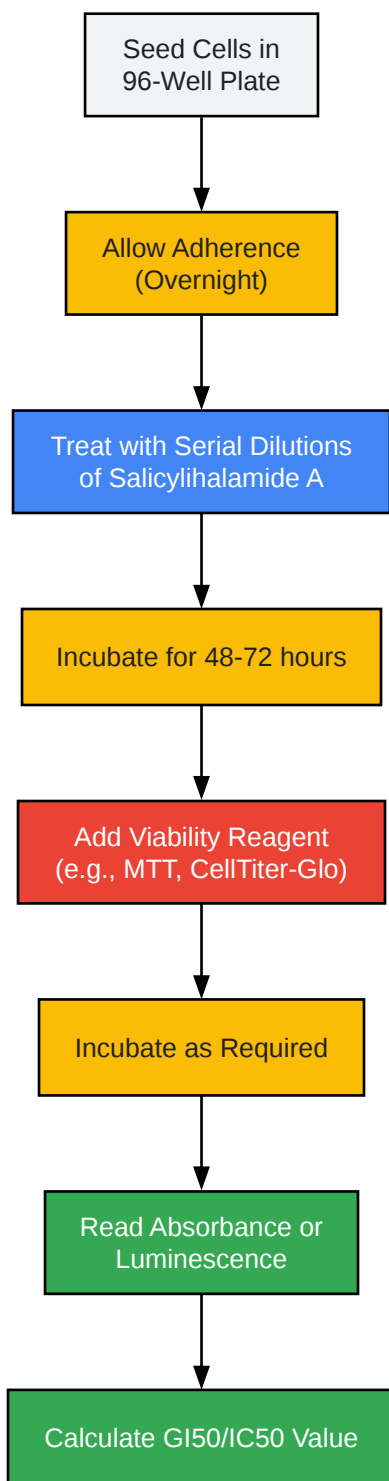 Seed Cells in
96-Well Plate
Allow Adherence
(Overnight)
Treat with Serial Dilutions
of Salicylihalamide A
Incubate for 48-72 hours
Add Viability Reagent
(e.g., MTT, CellTiter-Glo)
Incubate as Required
Read Absorbance or
Luminescence
Calculate GI50/IC50 Value